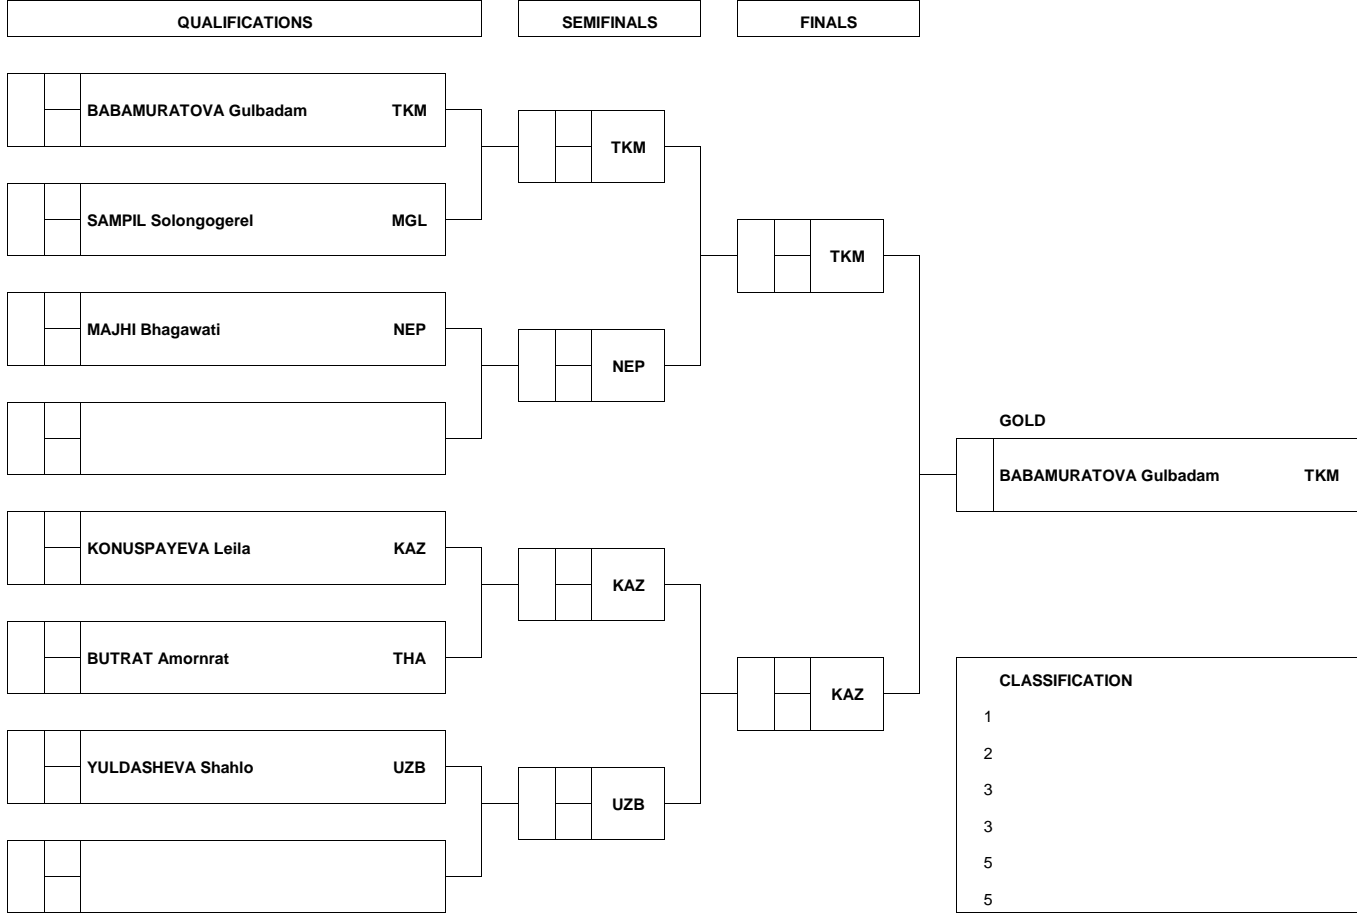 QUALIFICATIONS SEMIFINALS FINALS
BABAMURATOVA Gulbadam TKM
TKM
SAMPIL Solongogerel MGL
TKM
MAJHI Bhagawati NEP
NEP
GOLD
BABAMURATOVA Gulbadam TKM
KONUSPAYEVA Leila KAZ
KAZ
BUTRAT Amornrat THA
CLASSIFICATION
KAZ
1
2
YULDASHEVA Shahlo UZB
3
UZB
3
5
5